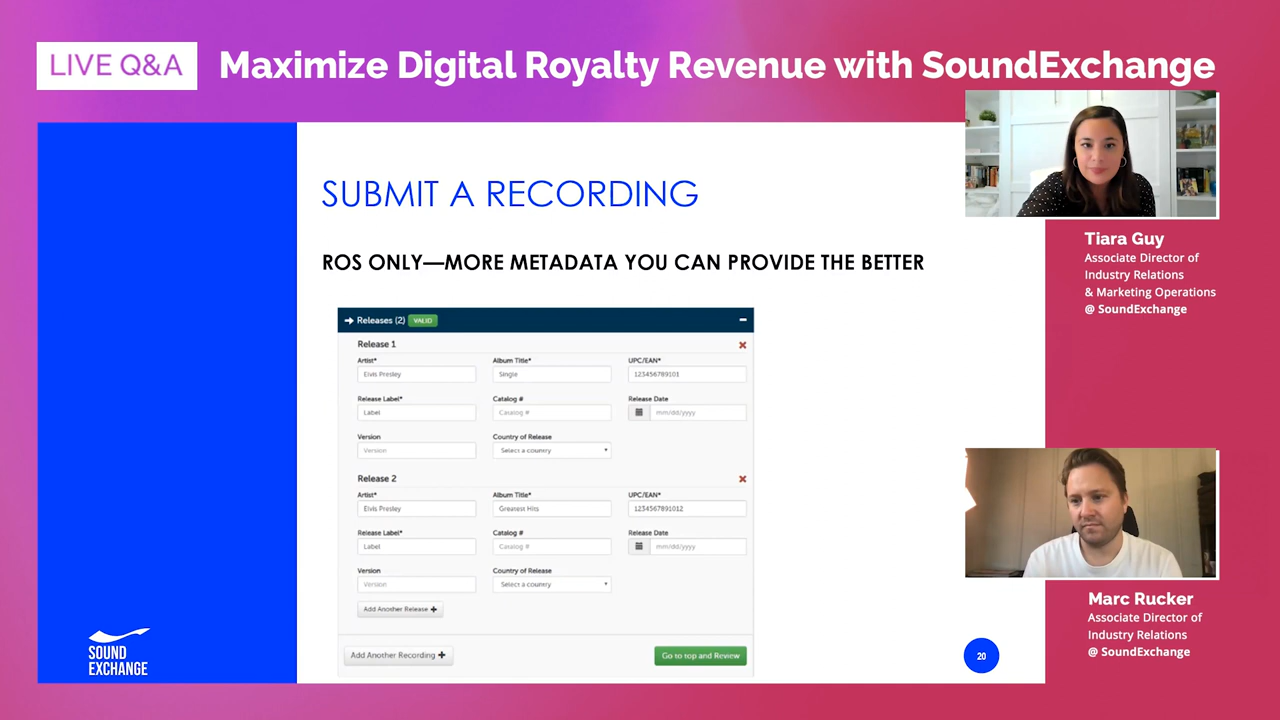 LIVE Q&A
Maximize Digital Royalty Revenue with SoundExchange
SUBMIT A RECORDING
ROS ONLY—MORE METADATA YOU CAN PROVIDE THE BETTER
Releases (2) VALID
Release 1
Artist* Album Title* UPC/EAN*
Elvis Presley Single 123456789101
Release Label* Catalog # Release Date
Label Catalog # mm/dd/yyyy
Version Country of Release
Version Select a country
Release 2
Artist* Album Title* UPC/EAN*
Elvis Presley Greatest Hits 1234567891012
Release Label* Catalog # Release Date
Label Catalog # mm/dd/yyyy
Version Country of Release
Version Select a country
Add Another Release
Add Another Recording Go to top and Review
SOUND
EXCHANGE
20
Tiara Guy
Associate Director of
Industry Relations
& Marketing Operations
@ SoundExchange
Marc Rucker
Associate Director of
Industry Relations
@ SoundExchange